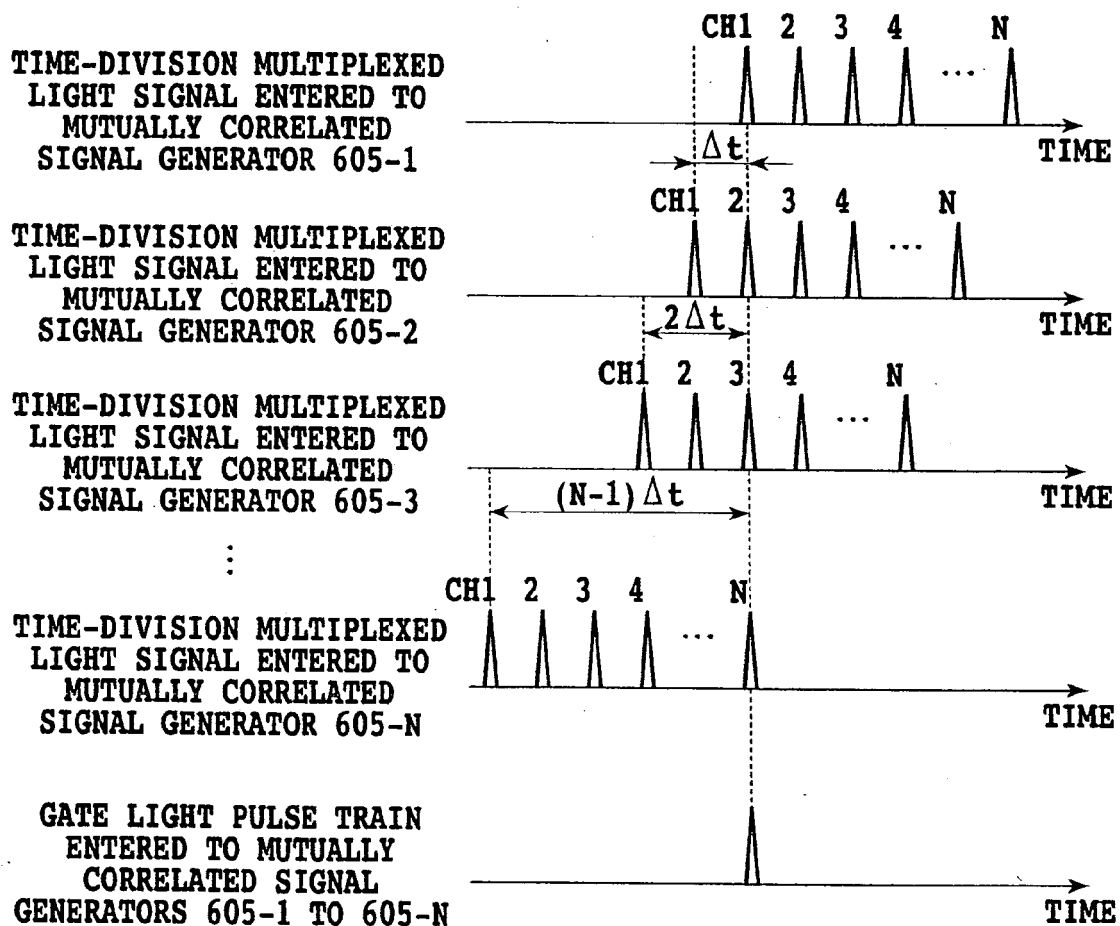 CH1 2 3 4 N
TIME-DIVISION MULTIPLEXED
LIGHT SIGNAL ENTERED TO
MUTUALLY CORRELATED
SIGNAL GENERATOR 605-1
...
TIME
Δt
CH1 2 3 4 N
TIME-DIVISION MULTIPLEXED
LIGHT SIGNAL ENTERED TO
MUTUALLY CORRELATED
SIGNAL GENERATOR 605-2
...
TIME
2Δt
CH1 2 3 4 N
TIME-DIVISION MULTIPLEXED
LIGHT SIGNAL ENTERED TO
MUTUALLY CORRELATED
SIGNAL GENERATOR 605-3
...
TIME
(N-1)Δt
⋮
CH1 2 3 4 N
TIME-DIVISION MULTIPLEXED
LIGHT SIGNAL ENTERED TO
MUTUALLY CORRELATED
SIGNAL GENERATOR 605-N
...
TIME
GATE LIGHT PULSE TRAIN
ENTERED TO MUTUALLY
CORRELATED SIGNAL
GENERATORS 605-1 TO 605-N
TIME